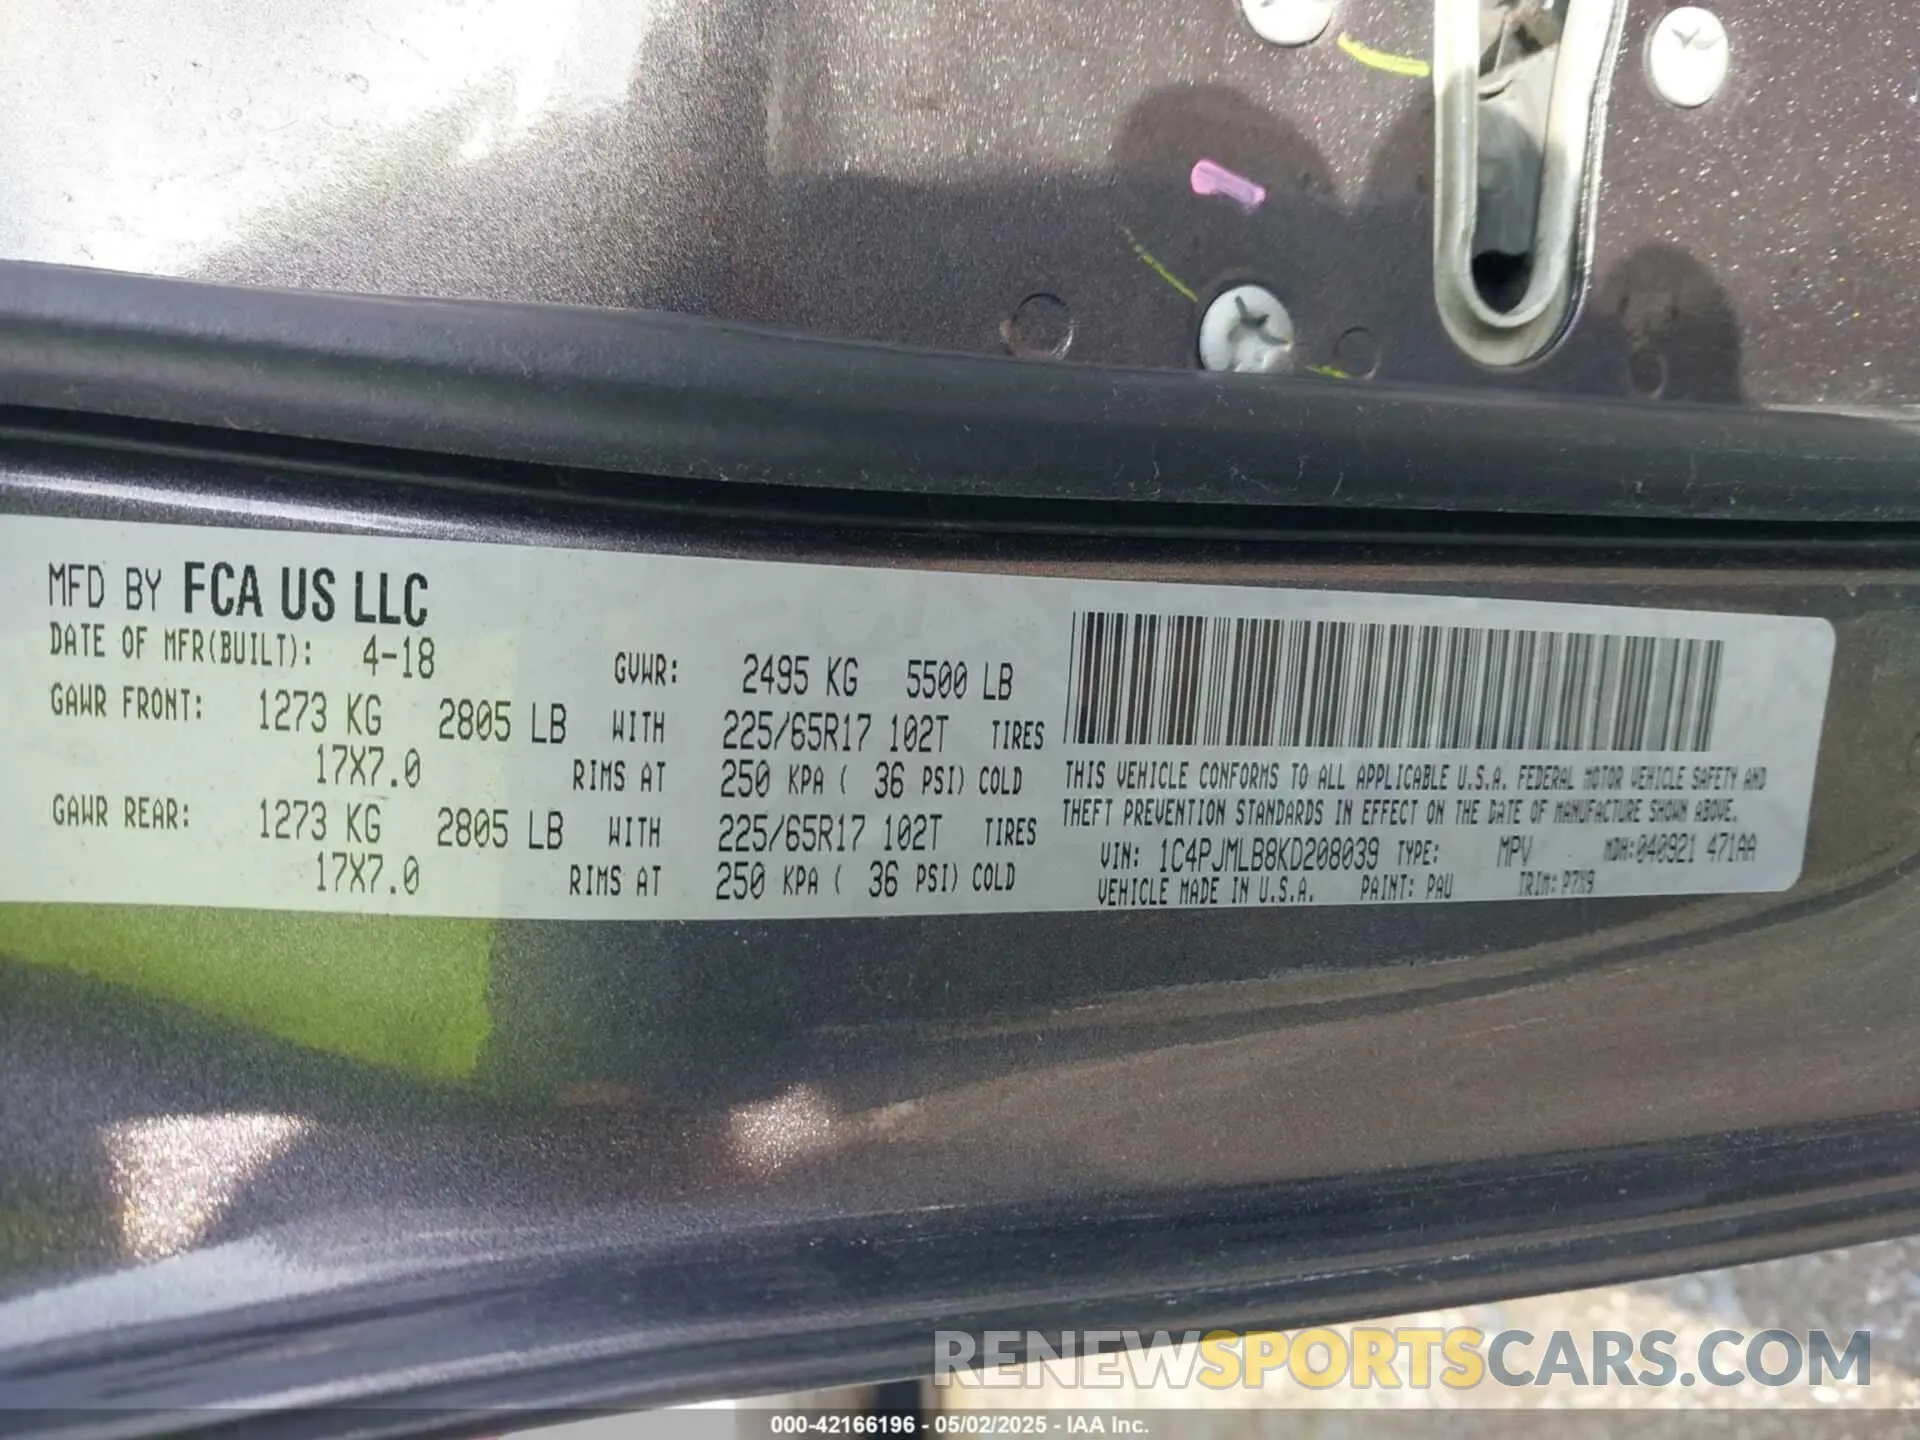 MFD BY FCA US LLC
DATE OF MFR(BUILT): 4-18 GVWR: 2495 KG 5500 LB
GAWR FRONT: 1273 KG 2805 LB WITH 225/65R17 102T TIRES
17X7.0 RIMS AT 250 KPA ( 36 PSI) COLD
GAWR REAR: 1273 KG 2805 LB WITH 225/65R17 102T TIRES
17X7.0 RIMS AT 250 KPA ( 36 PSI) COLD
THIS VEHICLE CONFORMS TO ALL APPLICABLE U.S.A. FEDERAL MOTOR VEHICLE SAFETY AND
THEFT PREVENTION STANDARDS IN EFFECT ON THE DATE OF MANUFACTURE SHOWN ABOVE.
VIN: 1C4PJMLB8KD208039 TYPE: MPV MDH:040921 471AA
VEHICLE MADE IN U.S.A. PAINT: PAU TRIM:
RENEWSPORTSCARS.COM
000-42166196 - 05/02/2025 - IAA Inc.